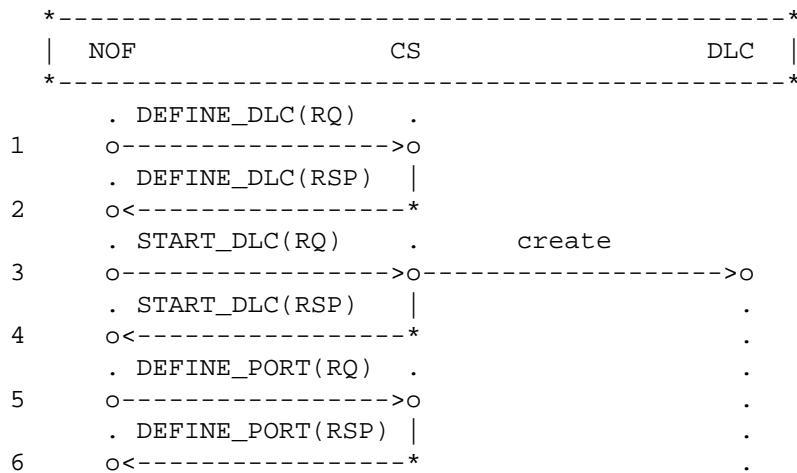 *----------------------------------------------*
| NOF CS DLC |
*----------------------------------------------*
. DEFINE_DLC(RQ) .
1 o----------------->o
. DEFINE_DLC(RSP) |
2 o<-----------------*
. START_DLC(RQ) . create
3 o----------------->o------------------->o
. START_DLC(RSP) | .
4 o<-----------------* .
. DEFINE_PORT(RQ) . .
5 o----------------->o .
. DEFINE_PORT(RSP) | .
6 o<-----------------* .